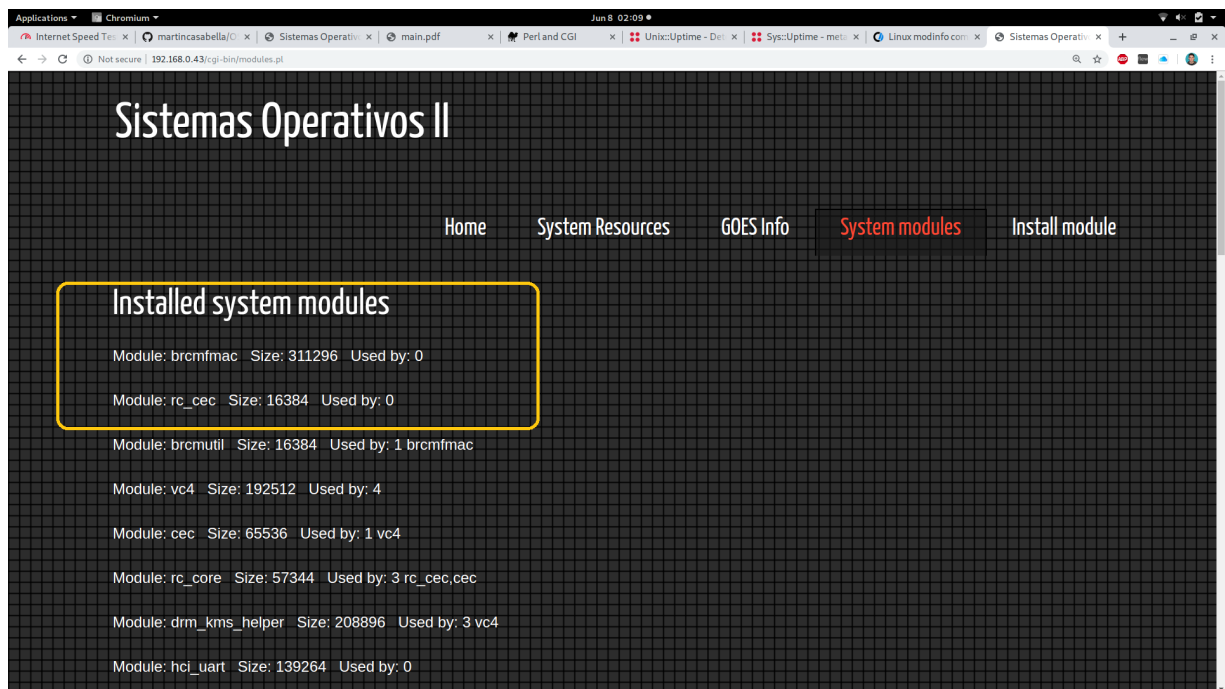 Applications Chromium Jun 8 02:09
Internet Speed Tes martincasabella/ Sistemas Operativ main.pdf Perl and CGI Unix::Uptime - De Sys::Uptime - meta Linux modinfo com Sistemas Operativ
Not secure | 192.168.0.43/cgi-bin/modules.pl
Sistemas Operativos II
Home System Resources GOES Info System modules Install module
Installed system modules
Module: brcmfmac Size: 311296 Used by: 0
Module: rc_cec Size: 16384 Used by: 0
Module: brcmutil Size: 16384 Used by: 1 brcmfmac
Module: vc4 Size: 192512 Used by: 4
Module: cec Size: 65536 Used by: 1 vc4
Module: rc_core Size: 57344 Used by: 3 rc_cec,cec
Module: drm_kms_helper Size: 208896 Used by: 3 vc4
Module: hci_uart Size: 139264 Used by: 0